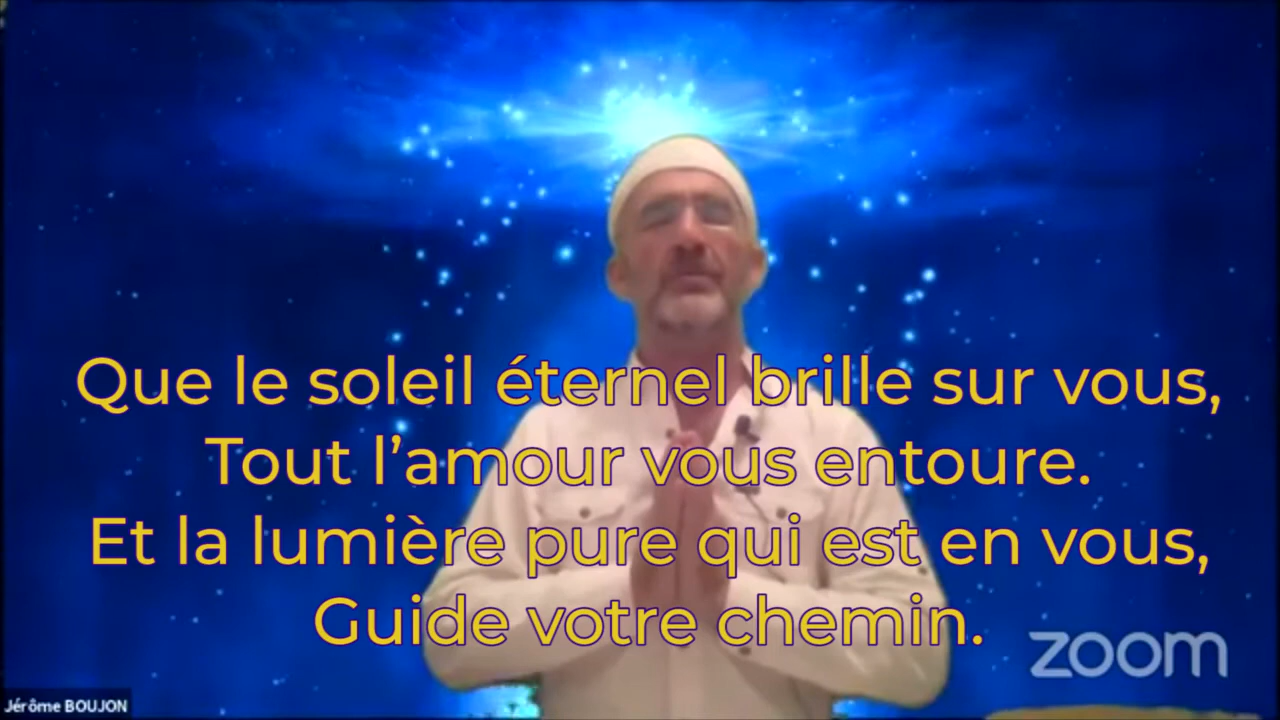 Que le soleil éternel brille sur vous,
Tout l’amour vous entoure.
Et la lumière pure qui est en vous,
Guide votre chemin.
zoom
Jérôme BOUJON